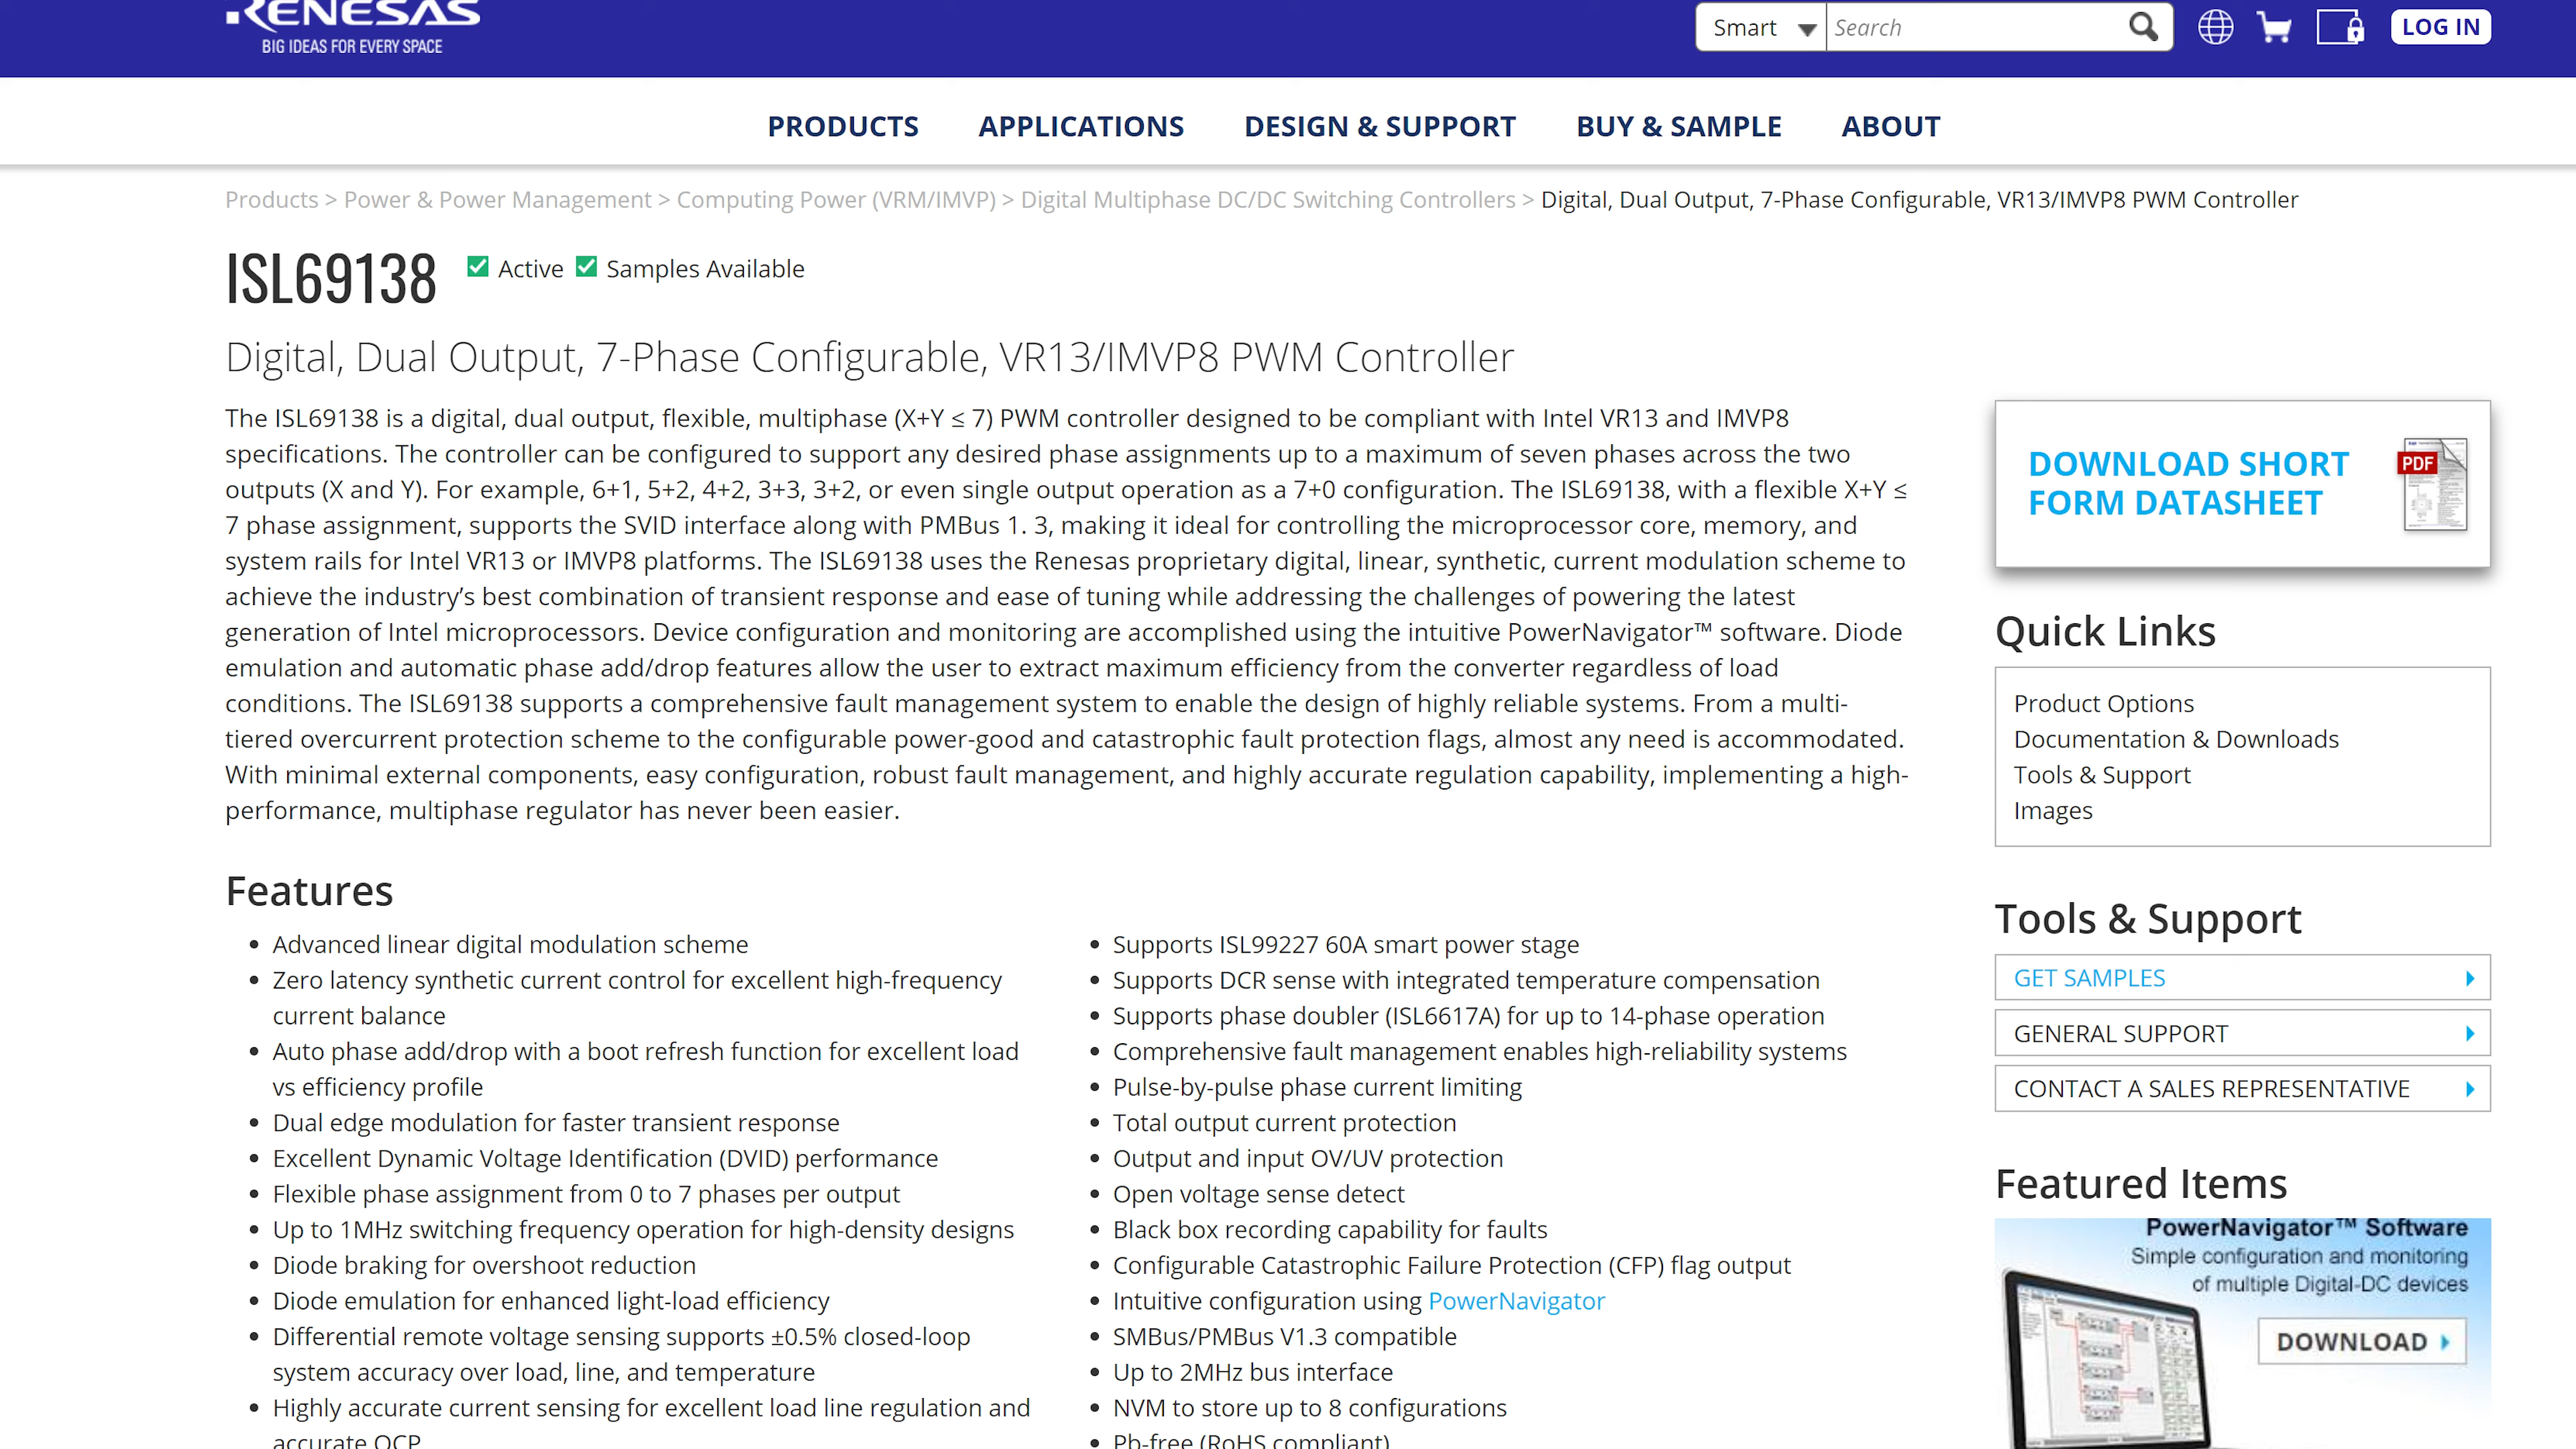 RENESAS
BIG IDEAS FOR EVERY SPACE
Smart
Search
LOG IN
PRODUCTS
APPLICATIONS
DESIGN & SUPPORT
BUY & SAMPLE
ABOUT
Products > Power & Power Management > Computing Power (VRM/IMVP) > Digital Multiphase DC/DC Switching Controllers > Digital, Dual Output, 7-Phase Configurable, VR13/IMVP8 PWM Controller
ISL69138
Active
Samples Available
Digital, Dual Output, 7-Phase Configurable, VR13/IMVP8 PWM Controller
The ISL69138 is a digital, dual output, flexible, multiphase (X+Y ≤ 7) PWM controller designed to be compliant with Intel VR13 and IMVP8
specifications. The controller can be configured to support any desired phase assignments up to a maximum of seven phases across the two
outputs (X and Y). For example, 6+1, 5+2, 4+2, 3+3, 3+2, or even single output operation as a 7+0 configuration. The ISL69138, with a flexible X+Y ≤
7 phase assignment, supports the SVID interface along with PMBus 1. 3, making it ideal for controlling the microprocessor core, memory, and
system rails for Intel VR13 or IMVP8 platforms. The ISL69138 uses the Renesas proprietary digital, linear, synthetic, current modulation scheme to
achieve the industry’s best combination of transient response and ease of tuning while addressing the challenges of powering the latest
generation of Intel microprocessors. Device configuration and monitoring are accomplished using the intuitive PowerNavigator™ software. Diode
emulation and automatic phase add/drop features allow the user to extract maximum efficiency from the converter regardless of load
conditions. The ISL69138 supports a comprehensive fault management system to enable the design of highly reliable systems. From a multi-
tiered overcurrent protection scheme to the configurable power-good and catastrophic fault protection flags, almost any need is accommodated.
With minimal external components, easy configuration, robust fault management, and highly accurate regulation capability, implementing a high-
performance, multiphase regulator has never been easier.
Features
• Advanced linear digital modulation scheme
• Zero latency synthetic current control for excellent high-frequency
current balance
• Auto phase add/drop with a boot refresh function for excellent load
vs efficiency profile
• Dual edge modulation for faster transient response
• Excellent Dynamic Voltage Identification (DVID) performance
• Flexible phase assignment from 0 to 7 phases per output
• Up to 1MHz switching frequency operation for high-density designs
• Diode braking for overshoot reduction
• Diode emulation for enhanced light-load efficiency
• Differential remote voltage sensing supports ±0.5% closed-loop
system accuracy over load, line, and temperature
• Highly accurate current sensing for excellent load line regulation and
accurate OCP
• Supports ISL99227 60A smart power stage
• Supports DCR sense with integrated temperature compensation
• Supports phase doubler (ISL6617A) for up to 14-phase operation
• Comprehensive fault management enables high-reliability systems
• Pulse-by-pulse phase current limiting
• Total output current protection
• Output and input OV/UV protection
• Open voltage sense detect
• Black box recording capability for faults
• Configurable Catastrophic Failure Protection (CFP) flag output
• Intuitive configuration using PowerNavigator
• SMBus/PMBus V1.3 compatible
• Up to 2MHz bus interface
• NVM to store up to 8 configurations
• Pb-free (RoHS compliant)
DOWNLOAD SHORT
FORM DATASHEET
PDF
Quick Links
Product Options
Documentation & Downloads
Tools & Support
Images
Tools & Support
GET SAMPLES
GENERAL SUPPORT
CONTACT A SALES REPRESENTATIVE
Featured Items
PowerNavigator™ Software
Simple configuration and monitoring
of multiple Digital-DC devices
DOWNLOAD